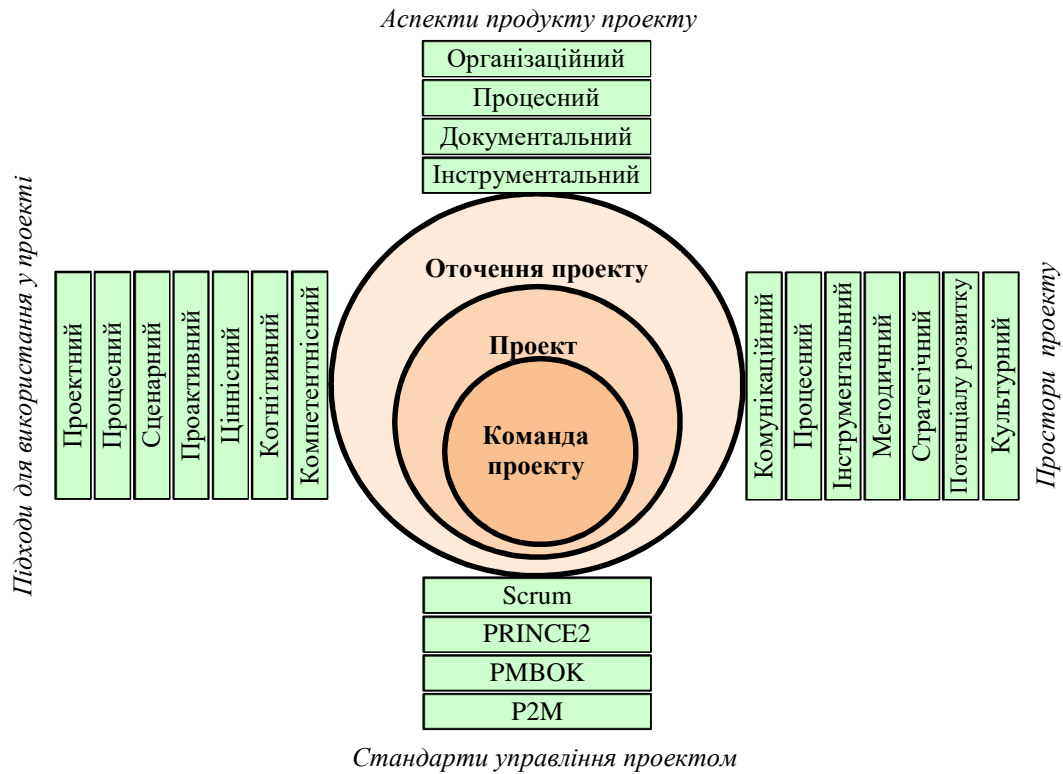 Аспекти продукту проекту
Організаційний
Процесний
Документальний
Інструментальний
Підходи для використання у проекті
Проектний
Процесний
Сценарний
Проактивний
Ціннісний
Когнітивний
Компетентнісний
Оточення проекту
Проект
Команда
проекту
Комунікаційний
Процесний
Інструментальний
Методичний
Стратегічний
Потенціалу розвитку
Культурний
Простори проекту
Scrum
PRINCE2
PMBOK
P2M
Стандарти управління проектом